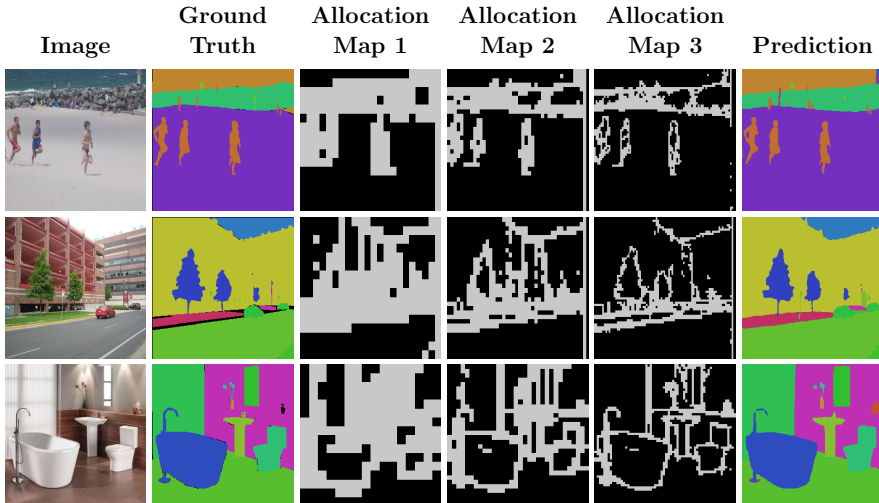 Image
Ground
Truth
Allocation
Map 1
Allocation
Map 2
Allocation
Map 3
Prediction